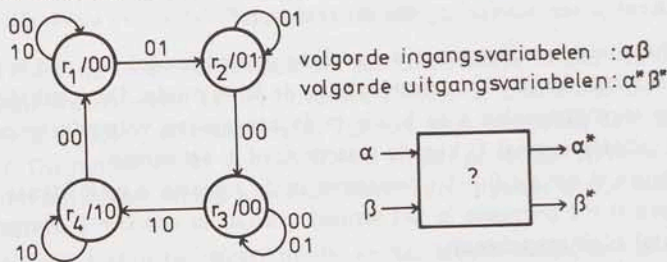 00
10
r₁/00
01
r₂/01
01
volgorde ingangsvariabelen : αβ
volgorde uitgangsvariabelen : α*β*
00
00
α
?
α*
β
β*
r₄/10
10
r₃/00
10
00
01